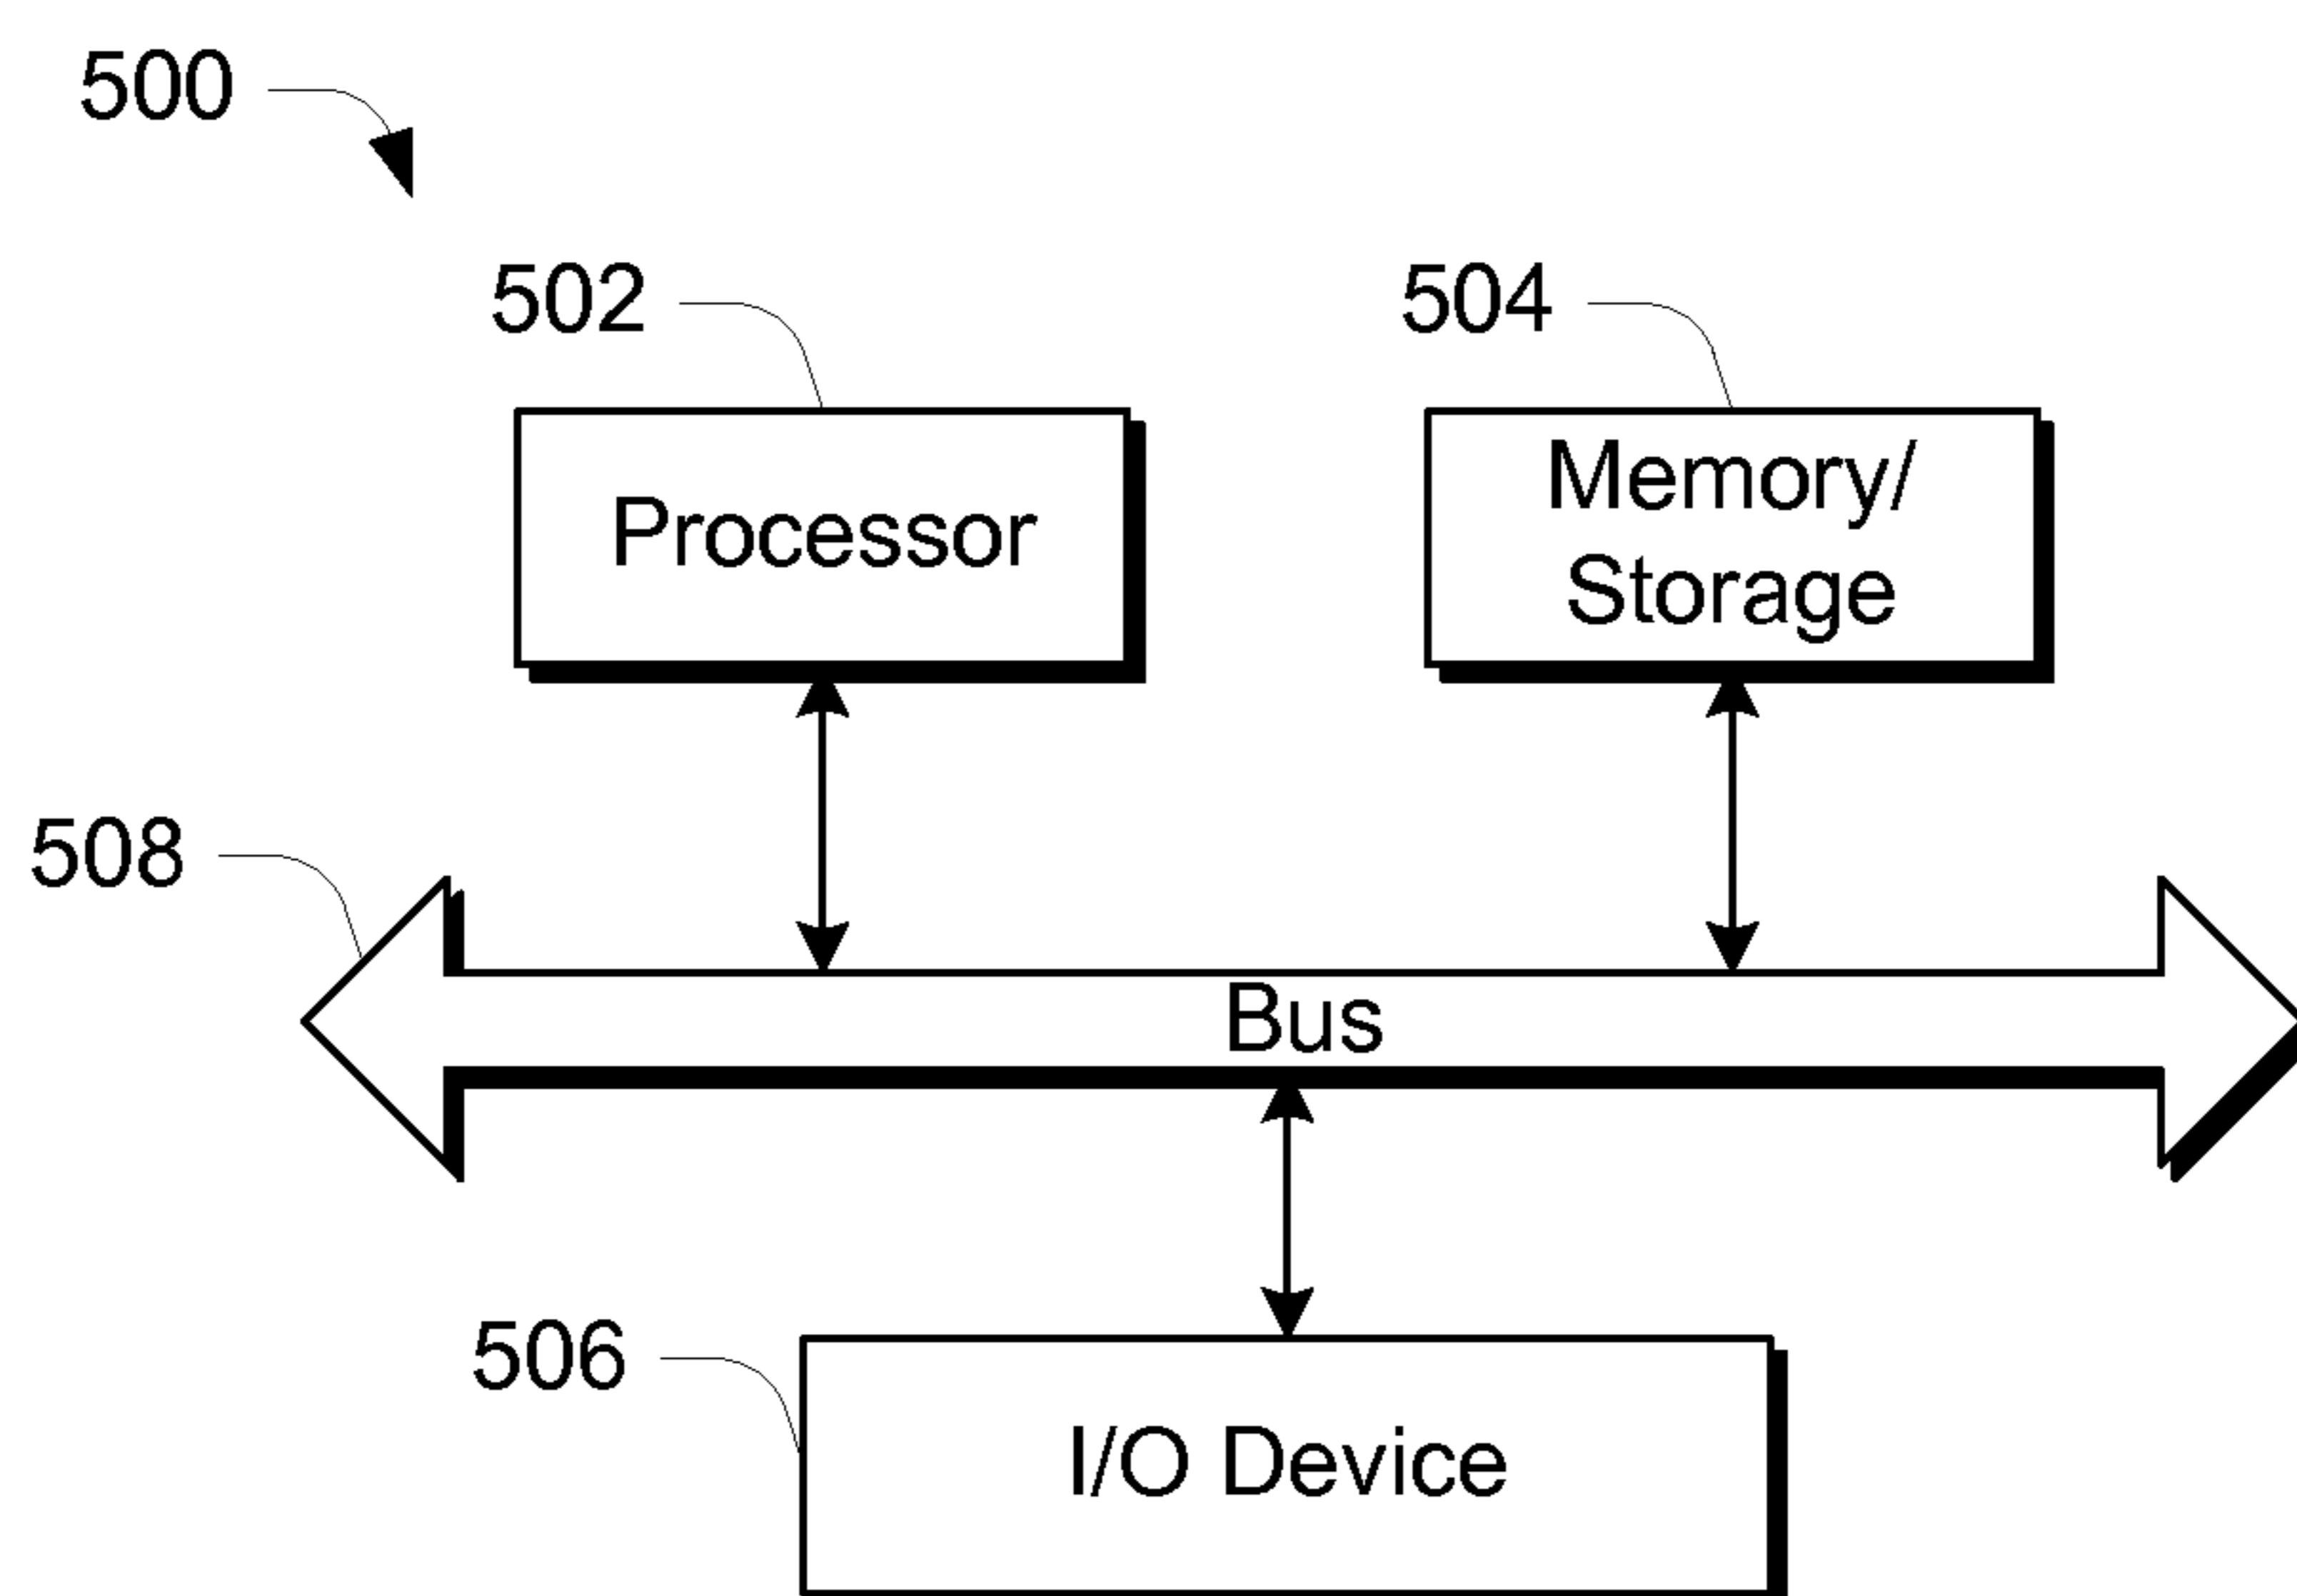 500
502
504
Processor
Memory/
Storage
508
Bus
506
I/O Device